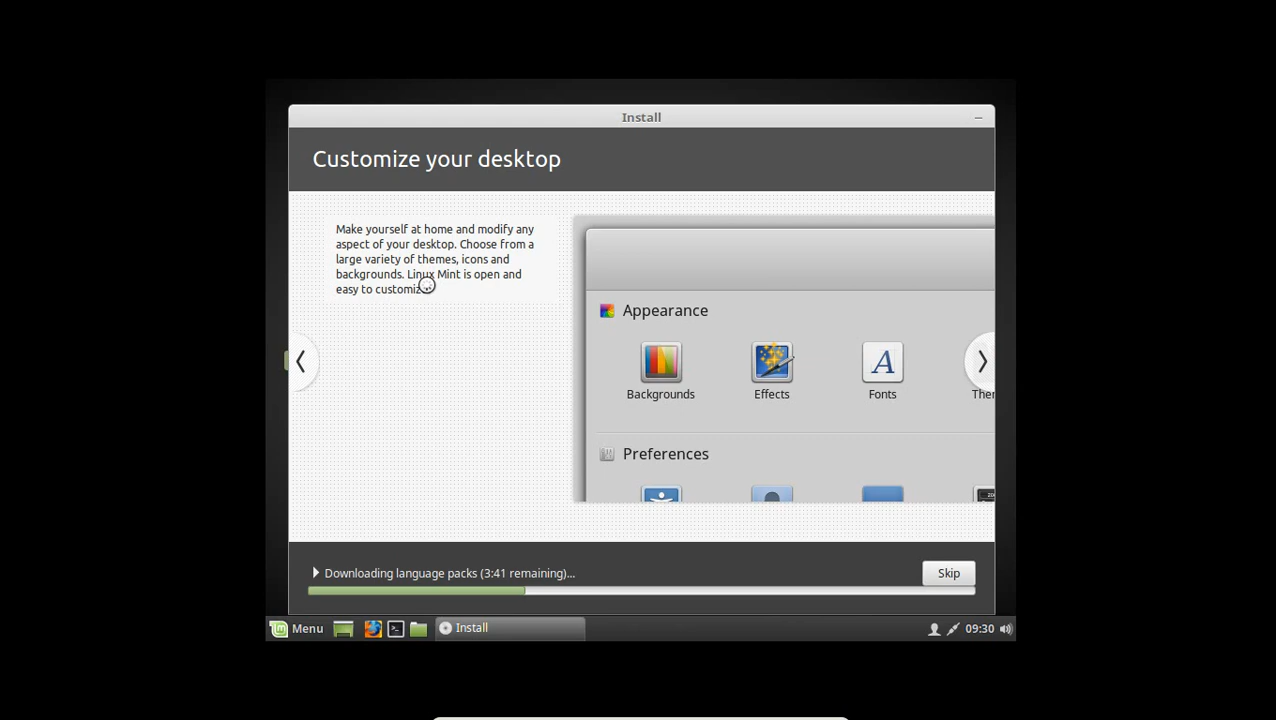 Install
Customize your desktop
Make yourself at home and modify any
aspect of your desktop. Choose from a
large variety of themes, icons and
backgrounds. Linux Mint is open and
easy to customize.
Appearance
Backgrounds
Effects
Fonts
Ther
Preferences
Downloading language packs (3:41 remaining)...
Skip
Menu
Install
09:30